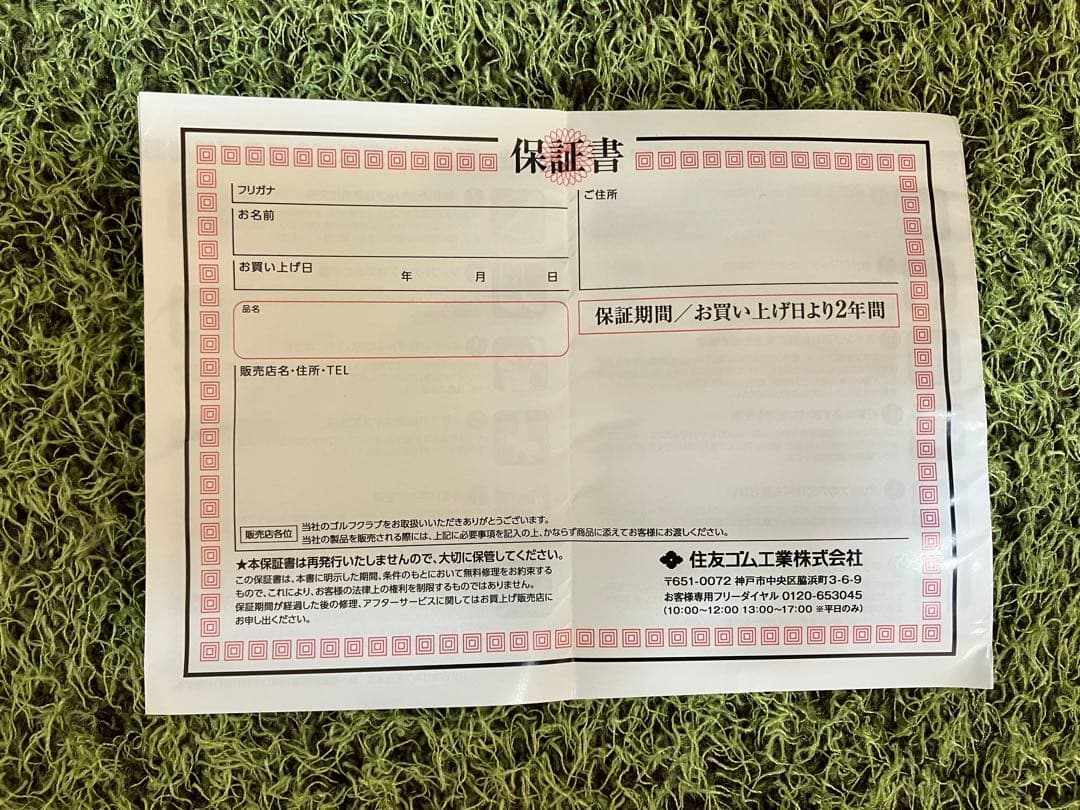 保証書
フリガナ
お名前
お買い上げ日 年 月 日
ご住所
品名
保証期間／お買い上げ日より2年間
販売店名・住所・TEL
販売店各位
当社のゴルフクラブをお取扱いいただきありがとうございます。
当社の製品を販売される際には、上記に必要事項を記入の上、かならず商品に添えてお客様にお渡しください。
★本保証書は再発行いたしませんので、大切に保管してください。
この保証書は、本書に明示した期間、条件のもとにおいて無料修理をお約束する
もので、これにより、お客様の法律上の権利を制限するものではありません。
保証期間が経過した後の修理、アフターサービスに関してはお買上げ販売店に
お申し出ください。
住友ゴム工業株式会社
〒651-0072 神戸市中央区脇浜町3-6-9
お客様専用フリーダイヤル 0120-653045
(10:00〜12:00 13:00〜17:00 ※平日のみ)